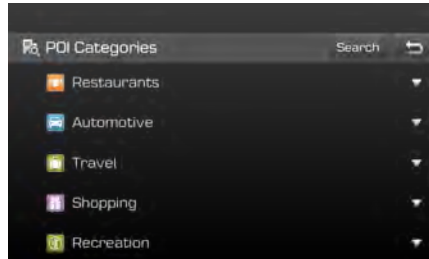 POI Categories Search
Restaurants
Automotive
Travel
Shopping
Recreation